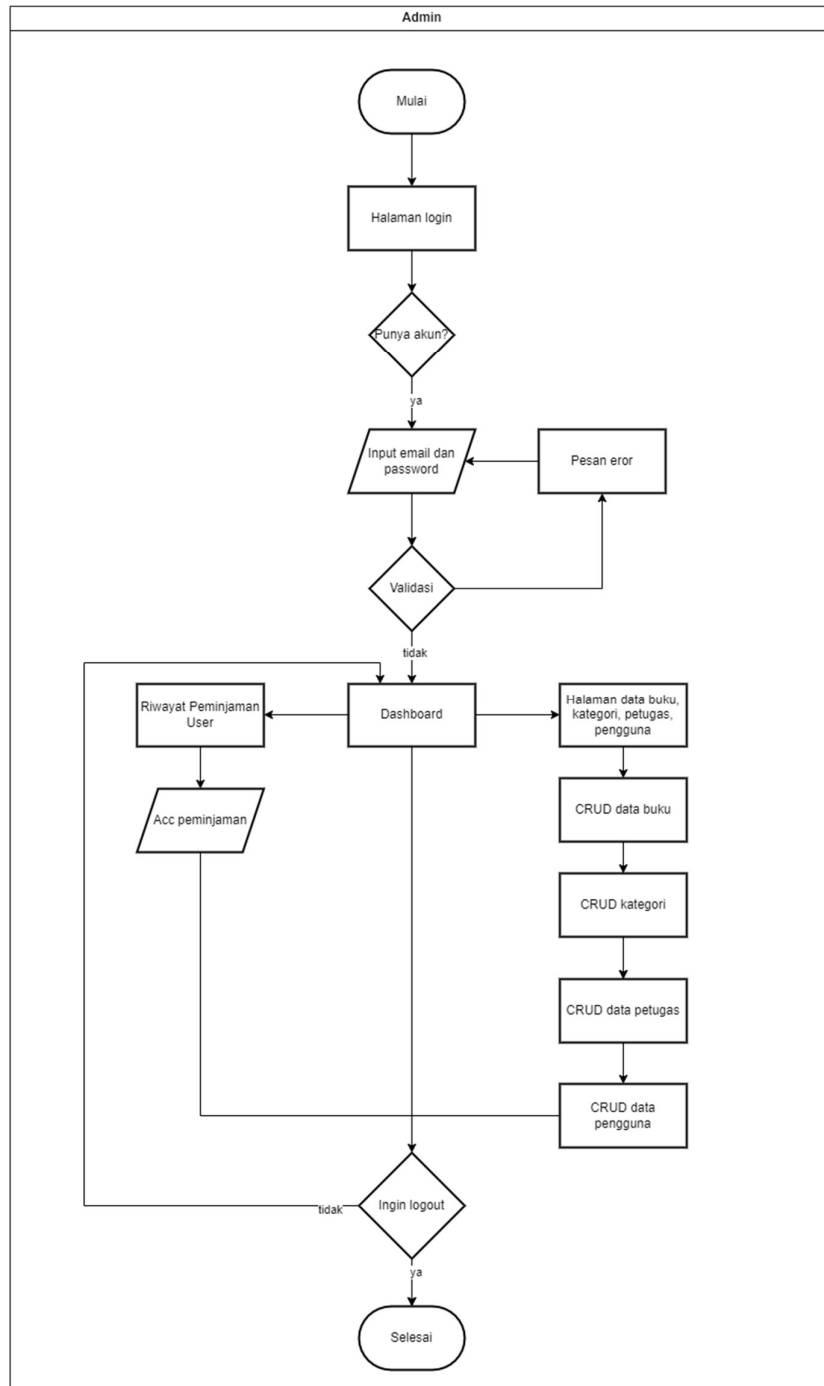 Admin
Mulai
Halaman login
Punya akun?
ya
Input email dan
password
Pesan eror
Validasi
tidak
Riwayat Peminjaman
User
Dashboard
Halaman data buku,
kategori, petugas,
pengguna
Acc peminjaman
CRUD data buku
CRUD kategori
CRUD data petugas
CRUD data
pengguna
Ingin logout
tidak
ya
Selesai